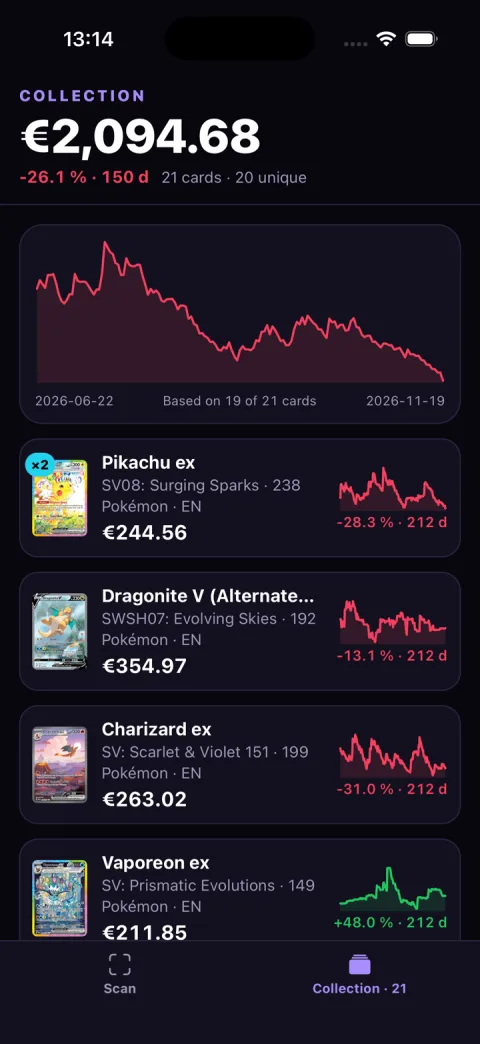 13:14
COLLECTION
€2,094.68
-26.1 % · 150 d 21 cards · 20 unique
2026-06-22 Based on 19 of 21 cards 2026-11-19
×2
Pikachu ex
SV08: Surging Sparks · 238
Pokémon · EN
€244.56
-28.3 % · 212 d
Dragonite V (Alternate...
SWSH07: Evolving Skies · 192
Pokémon · EN
€354.97
-13.1 % · 212 d
Charizard ex
SV: Scarlet & Violet 151 · 199
Pokémon · EN
€263.02
-31.0 % · 212 d
Vaporeon ex
SV: Prismatic Evolutions · 149
Pokémon · EN
€211.85
+48.0 % · 212 d
Scan
Collection · 21